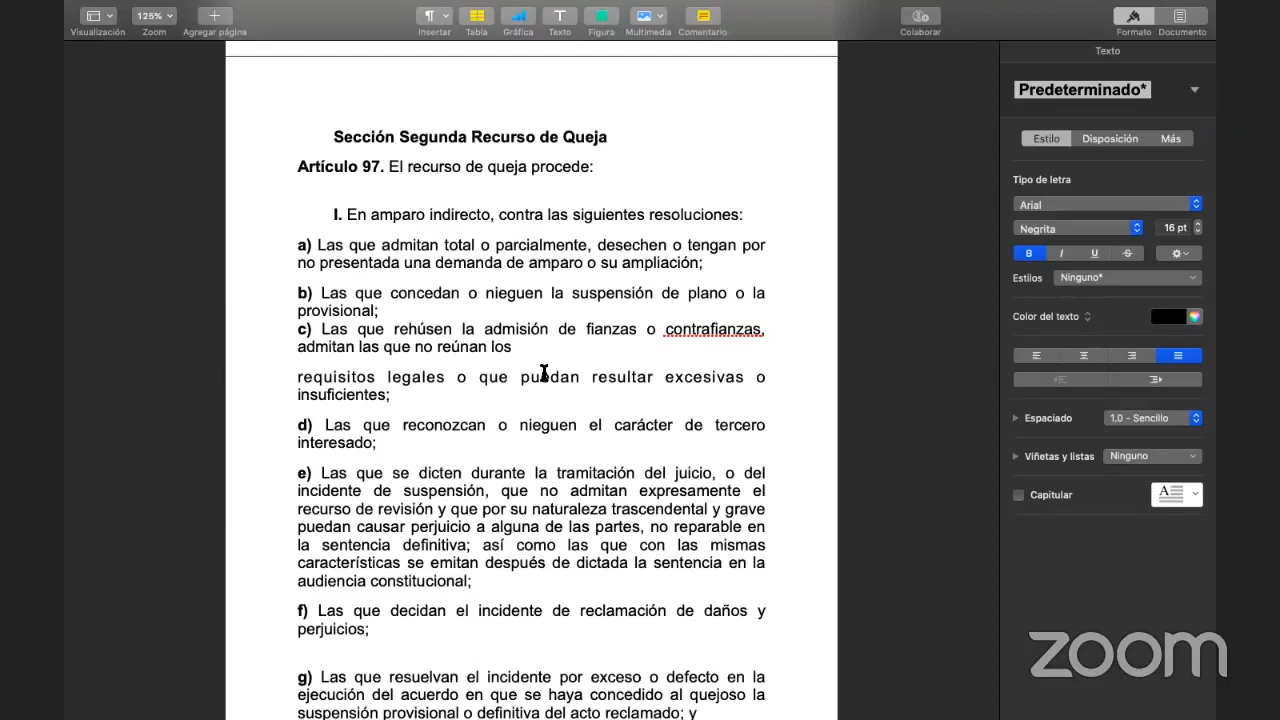 125%
Visualización Zoom Agregar página Insertar Tabla Gráfica Texto Figura Multimedia Comentario Colaborar Formato Documento
Texto
Predeterminado*
Estilo Disposición Más
Tipo de letra
Arial
Negrita 16 pt
B I U S
Estilos Ninguno*
Color del texto
Espaciado 1.0 - Sencillo
Viñetas y listas Ninguno
Capitular A
Sección Segunda Recurso de Queja
Artículo 97. El recurso de queja procede:
I. En amparo indirecto, contra las siguientes resoluciones:
a) Las que admitan total o parcialmente, desechen o tengan por
no presentada una demanda de amparo o su ampliación;
b) Las que concedan o nieguen la suspensión de plano o la
provisional;
c) Las que rehúsen la admisión de fianzas o contrafianzas,
admitan las que no reúnan los
requisitos legales o que puedan resultar excesivas o
insuficientes;
d) Las que reconozcan o nieguen el carácter de tercero
interesado;
e) Las que se dicten durante la tramitación del juicio, o del
incidente de suspensión, que no admitan expresamente el
recurso de revisión y que por su naturaleza trascendental y grave
puedan causar perjuicio a alguna de las partes, no reparable en
la sentencia definitiva; así como las que con las mismas
características se emitan después de dictada la sentencia en la
audiencia constitucional;
f) Las que decidan el incidente de reclamación de daños y
perjuicios;
g) Las que resuelvan el incidente por exceso o defecto en la
ejecución del acuerdo en que se haya concedido al quejoso la
suspensión provisional o definitiva del acto reclamado; y
zoom